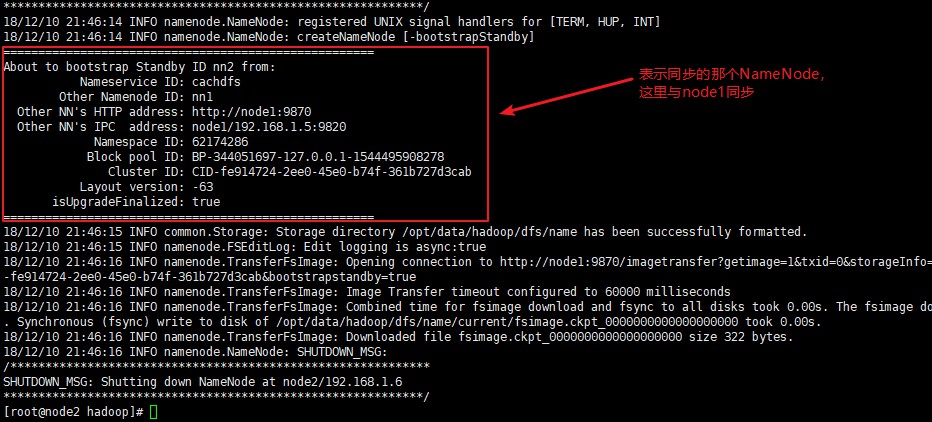 ************************************************************/
18/12/10 21:46:14 INFO namenode.NameNode: registered UNIX signal handlers for [TERM, HUP, INT]
18/12/10 21:46:14 INFO namenode.NameNode: createNameNode [-bootstrapStandby]
=====================================================
About to bootstrap Standby ID nn2 from:
Nameservice ID: cachdfs
Other Namenode ID: nn1
Other NN's HTTP address: http://node1:9870
Other NN's IPC  address: node1/192.168.1.5:9820
Namespace ID: 62174286
Block pool ID: BP-344051697-127.0.0.1-1544495908278
Cluster ID: CID-fe914724-2ee0-45e0-b74f-361b727d3cab
Layout version: -63
isUpgradeFinalized: true
=====================================================
表示同步的那个NameNode，
这里与node1同步
18/12/10 21:46:15 INFO common.Storage: Storage directory /opt/data/hadoop/dfs/name has been successfully formatted.
18/12/10 21:46:15 INFO namenode.FSEditLog: Edit logging is async:true
18/12/10 21:46:16 INFO namenode.TransferFsImage: Opening connection to http://node1:9870/imagetransfer?getimage=1&txid=0&storageInfo=
-fe914724-2ee0-45e0-b74f-361b727d3cab&bootstrapstandby=true
18/12/10 21:46:16 INFO namenode.TransferFsImage: Image Transfer timeout configured to 60000 milliseconds
18/12/10 21:46:16 INFO namenode.TransferFsImage: Combined time for fsimage download and fsync to all disks took 0.00s. The fsimage do
. Synchronous (fsync) write to disk of /opt/data/hadoop/dfs/name/current/fsimage.ckpt_0000000000000000000 took 0.00s.
18/12/10 21:46:16 INFO namenode.TransferFsImage: Downloaded file fsimage.ckpt_0000000000000000000 size 322 bytes.
18/12/10 21:46:16 INFO namenode.NameNode: SHUTDOWN_MSG:
/************************************************************
SHUTDOWN_MSG: Shutting down NameNode at node2/192.168.1.6
************************************************************/
[root@node2 hadoop]#